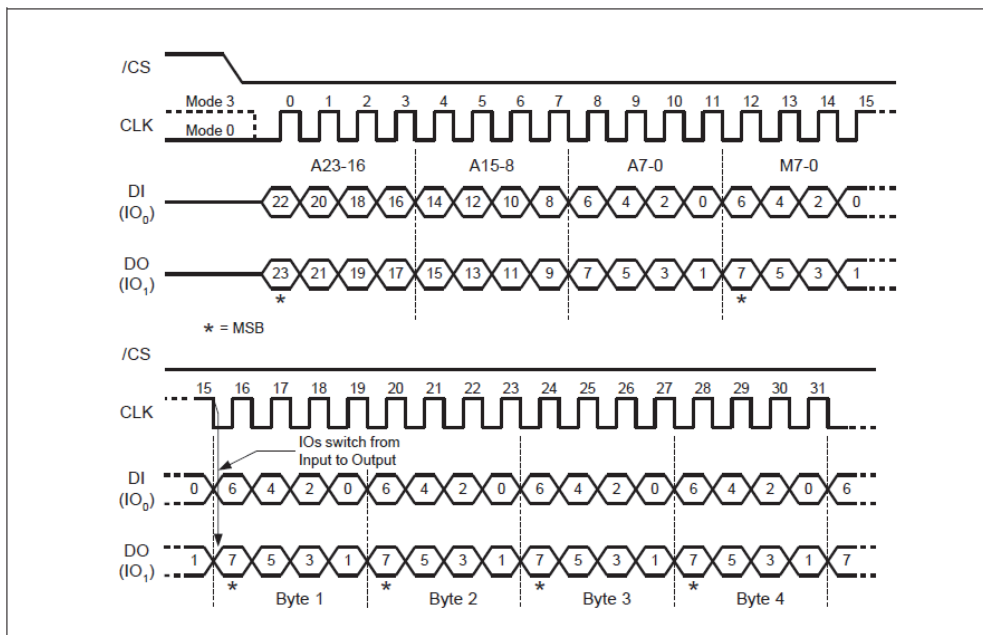 /CS
Mode 3 0 1 2 3 4 5 6 7 8 9 10 11 12 13 14 15
CLK
Mode 0
A23-16 A15-8 A7-0 M7-0
DI
(IO0) 22 20 18 16 14 12 10 8 6 4 2 0 6 4 2 0
DO
(IO1) 23 21 19 17 15 13 11 9 7 5 3 1 7 5 3 1
* *
* = MSB
/CS
15 16 17 18 19 20 21 22 23 24 25 26 27 28 29 30 31
CLK
IOs switch from
Input to Output
DI
(IO0) 0 6 4 2 0 6 4 2 0 6 4 2 0 6 4 2 0 6
DO
(IO1) 1 7 5 3 1 7 5 3 1 7 5 3 1 7 5 3 1 7
* * * *
Byte 1 Byte 2 Byte 3 Byte 4